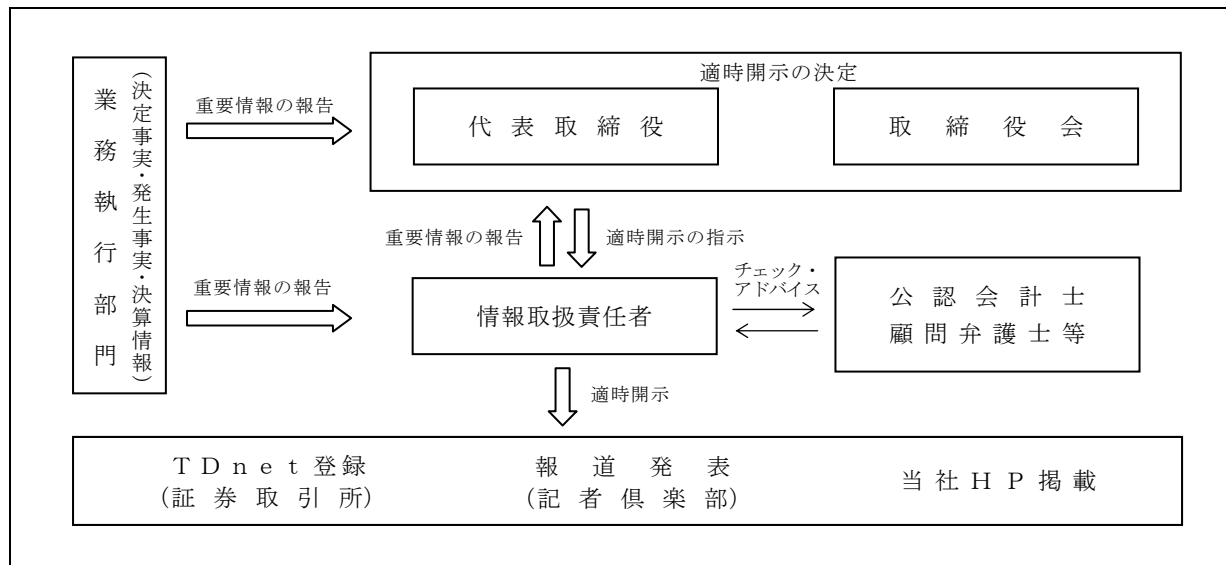 業務執行部門
(決定事実・発生事実・決算情報)
重要情報の報告
適時開示の決定
代表取締役
取締役会
重要情報の報告
適時開示の指示
重要情報の報告
情報取扱責任者
チェック・
アドバイス
公認会計士
顧問弁護士等
適時開示
TDnet登録
(証券取引所)
報道発表
(記者倶楽部)
当社HP掲載